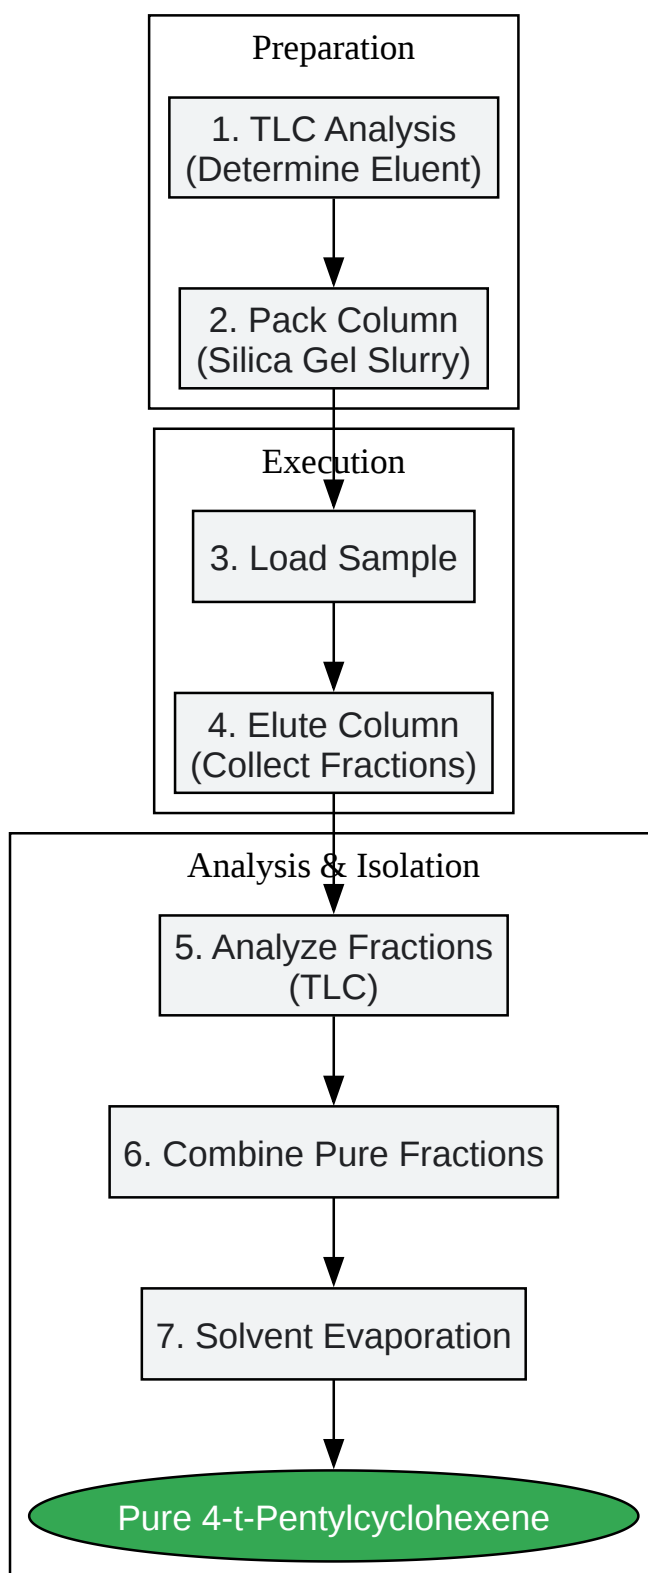 Preparation
1. TLC Analysis
(Determine Eluent)
2. Pack Column
(Silica Gel Slurry)
Execution
3. Load Sample
4. Elute Column
(Collect Fractions)
Analysis & Isolation
5. Analyze Fractions
(TLC)
6. Combine Pure Fractions
7. Solvent Evaporation
Pure 4-t-Pentylcyclohexene